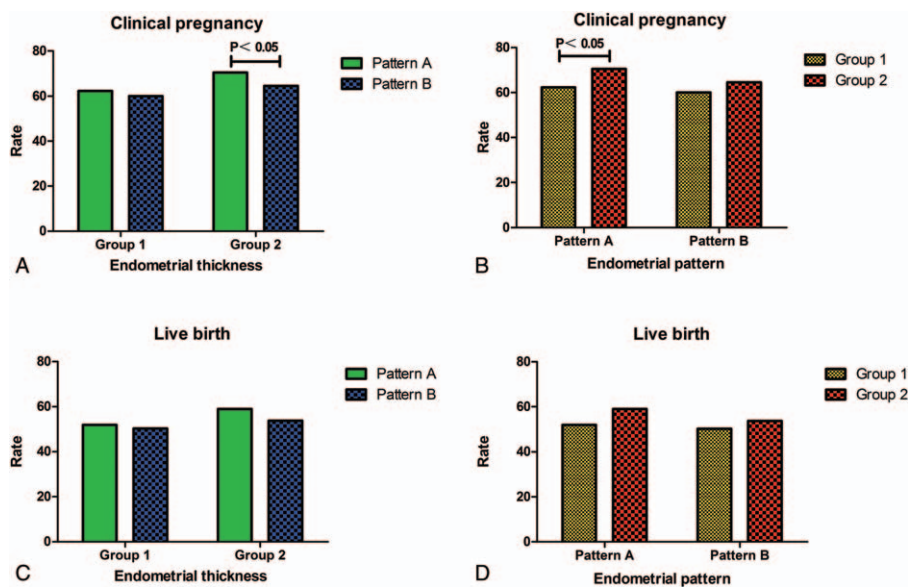 Clinical pregnancy
P< 0.05
Pattern A
Pattern B
80
60
40
20
0
Rate
Group 1
Group 2
Endometrial thickness
A
Clinical pregnancy
P< 0.05
Group 1
Group 2
80
60
40
20
0
Rate
Pattern A
Pattern B
Endometrial pattern
B
Live birth
Pattern A
Pattern B
80
60
40
20
0
Rate
Group 1
Group 2
Endometrial thickness
C
Live birth
Group 1
Group 2
80
60
40
20
0
Rate
Pattern A
Pattern B
Endometrial pattern
D